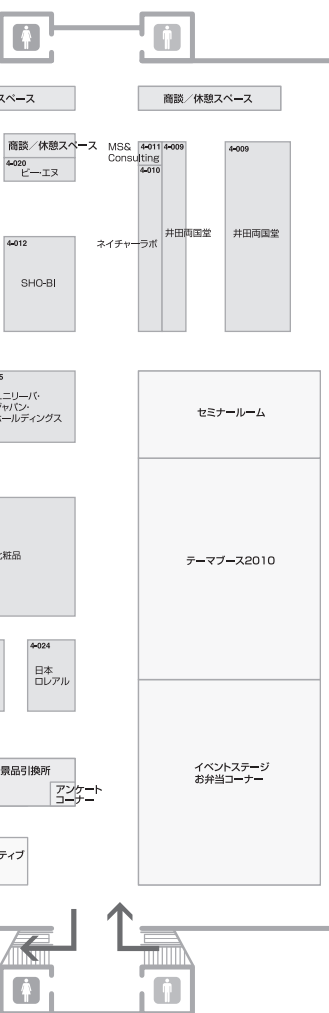 スペース
商談／休憩スペース
商談／休憩スペース
4-020
ビー・エヌ
MS&
Consulting
4-011
4-009
4-010
4-009
井田両国堂
井田両国堂
ネイチャーラボ
4-012
SHO-BI
5
ユニリーバ・
ジャパン・
ホールディングス
セミナールーム
テーマブース2010
化粧品
4-024
日本
ロレアル
イベントステージ
お弁当コーナー
景品引換所
アンケート
コーナー
ティブ